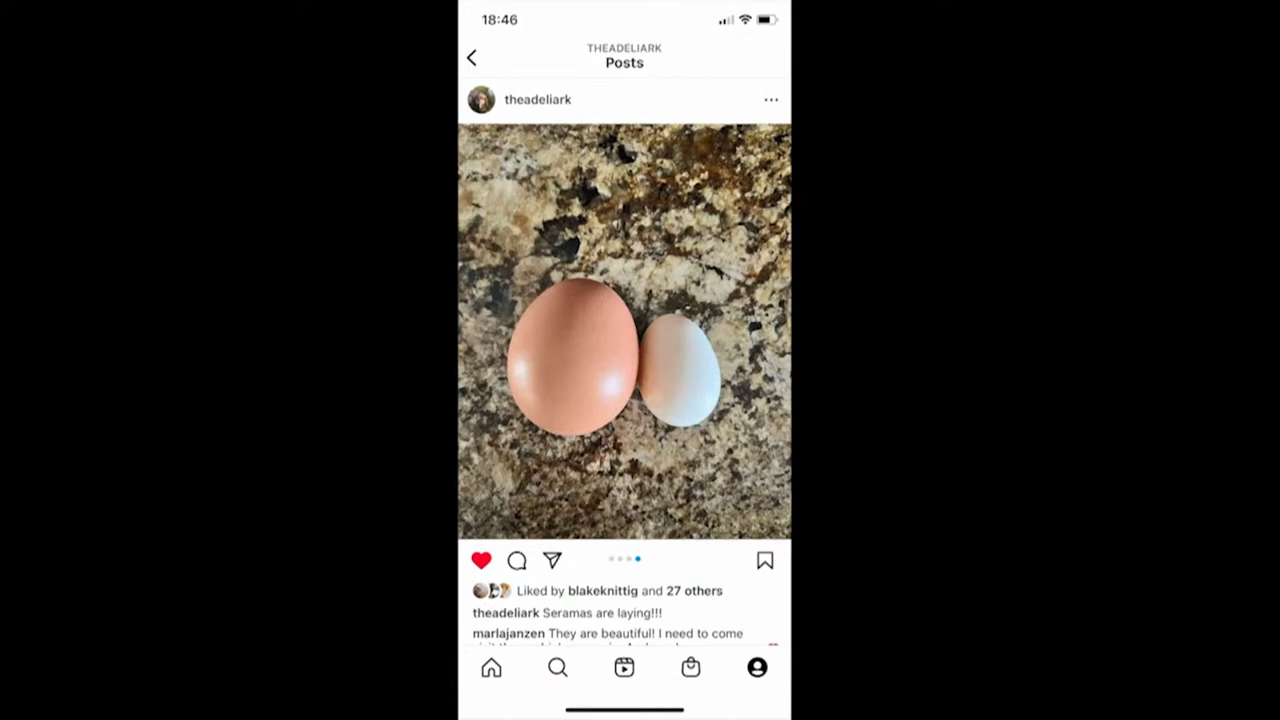 18:46
THEADELIARK
Posts
theadeliark
Liked by blakeknittig and 27 others
theadeliark Seramas are laying!!!
marlajanzen They are beautiful! I need to come